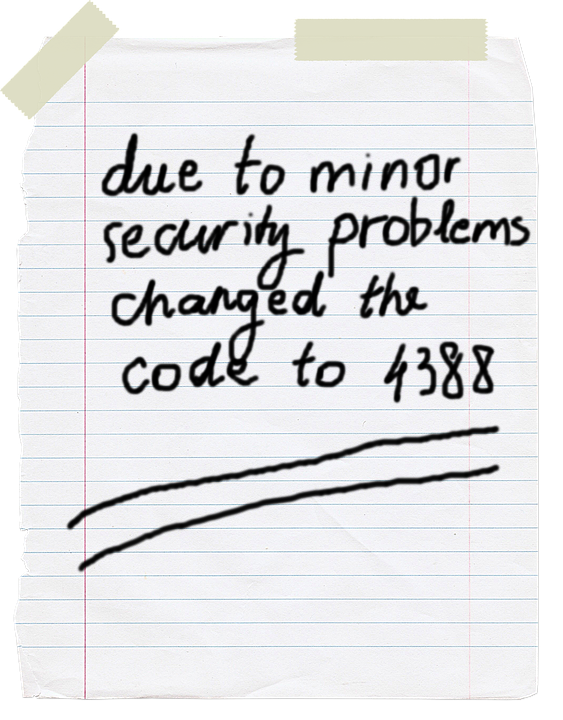 due to minor
security problems
changed the
code to 4388